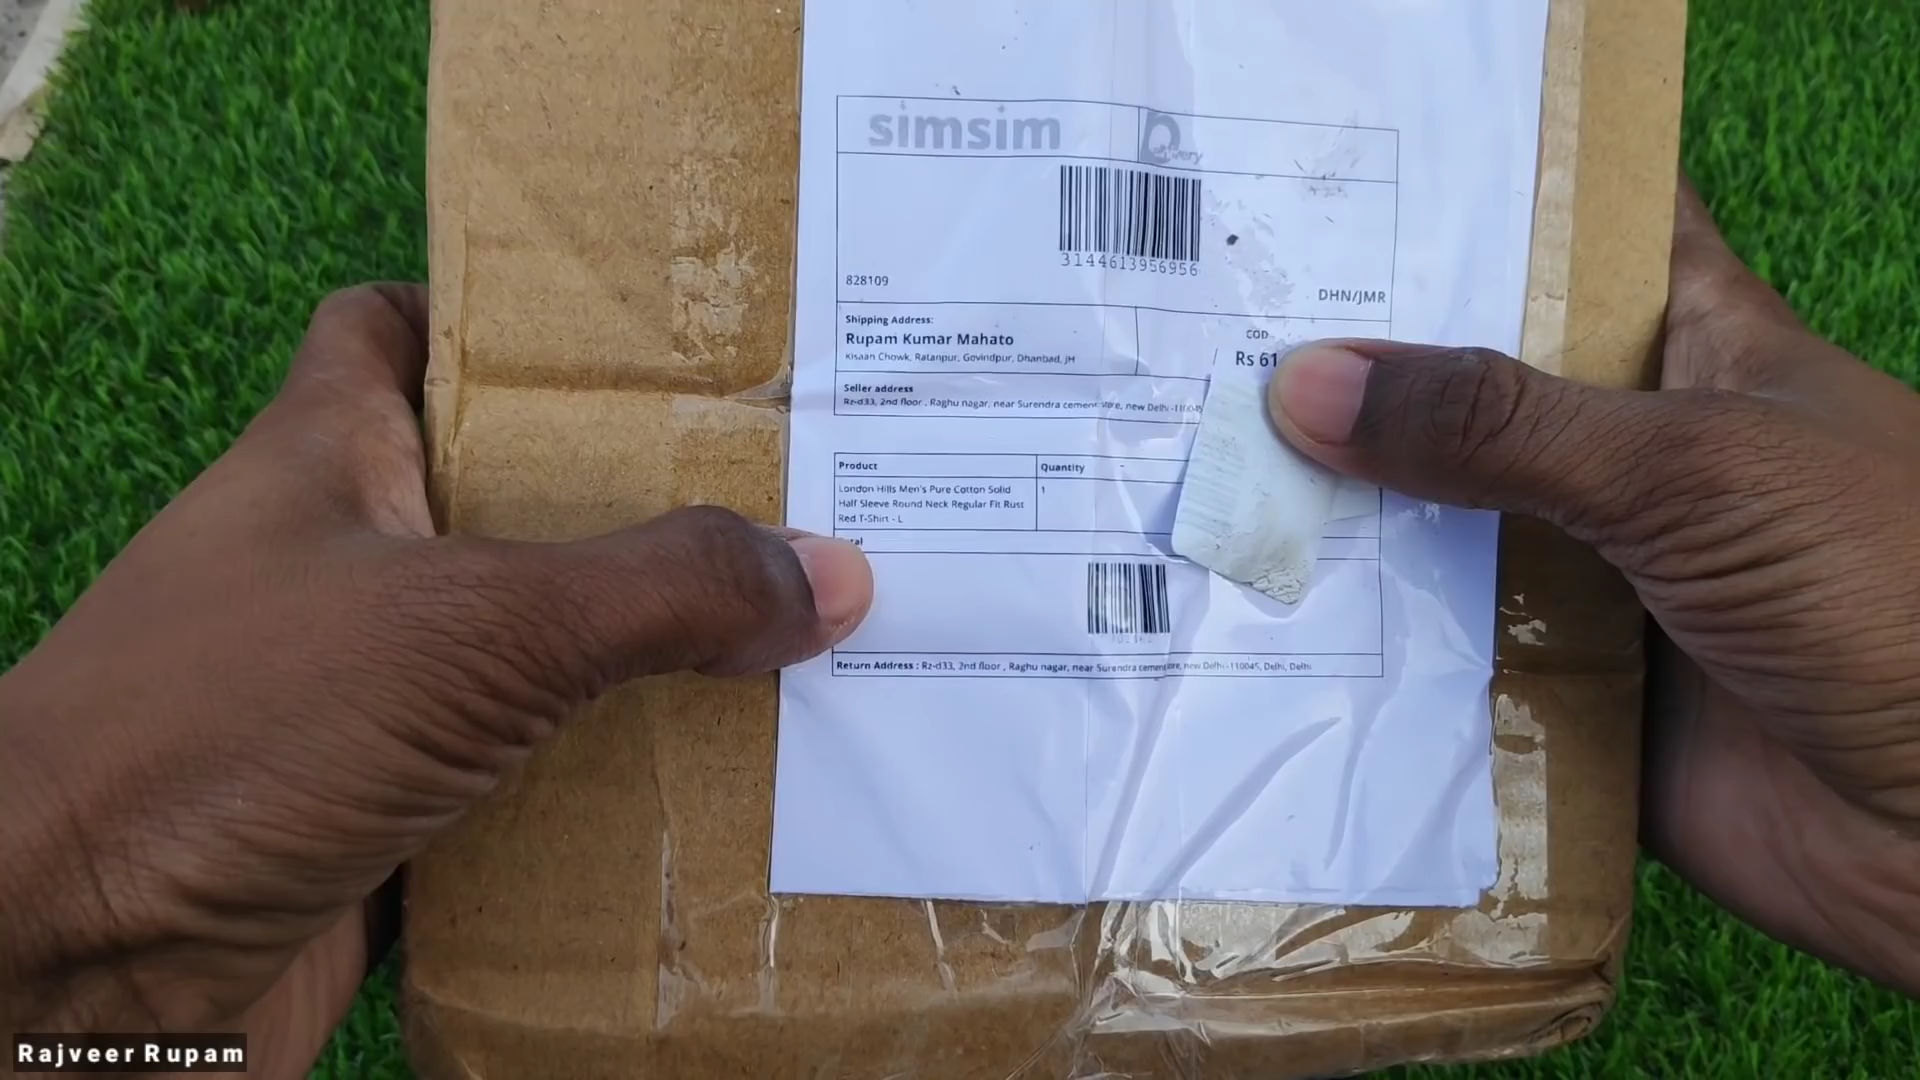 simsim
3144613956956
828109
DHN/JMR
Shipping Address:
Rupam Kumar Mahato
Kisaan Chowk, Ratanpur, Govindpur, Dhanbad, JH
COD
Rs 61
Seller address
Rz-d33, 2nd floor , Raghu nagar, near Surendra cement store, new Delhi -110045
Product Quantity
London Hills Men's Pure Cotton Solid 1
Half Sleeve Round Neck Regular Fit Rust
Red T-Shirt - L
Return Address : Rz-d33, 2nd floor , Raghu nagar, near Surendra cement store, new Delhi -110045, Delhi, Delhi
Rajveer Rupam